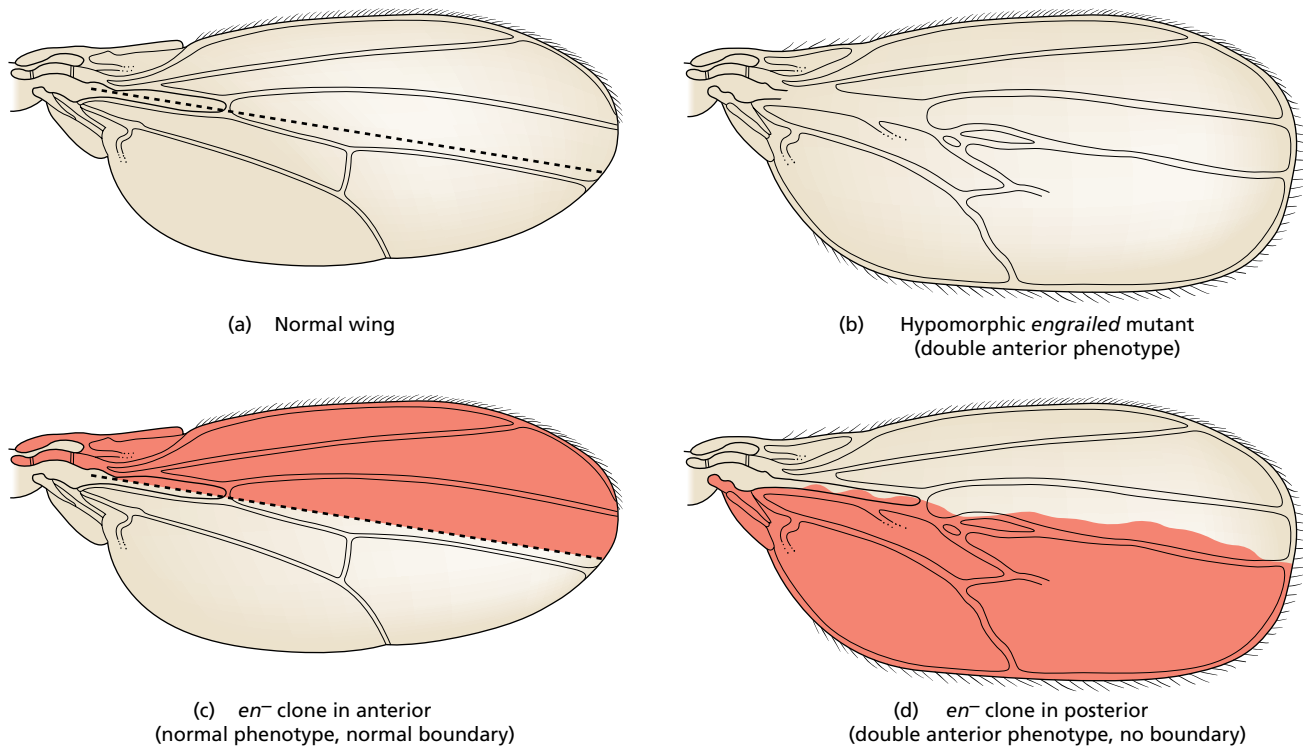 (a) Normal wing
(b) Hypomorphic engrailed mutant
(double anterior phenotype)
(c) en– clone in anterior
(normal phenotype, normal boundary)
(d) en– clone in posterior
(double anterior phenotype, no boundary)